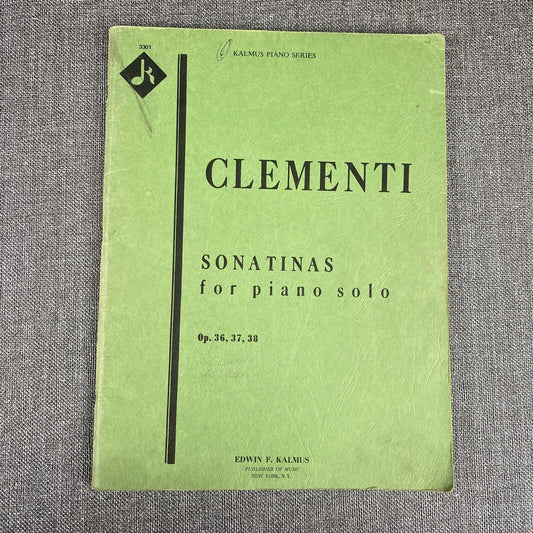 3301
KALMUS PIANO SERIES
CLEMENTI
SONATINAS
for piano solo
Op. 36, 37, 38
EDWIN F. KALMUS
PUBLISHER OF MUSIC
NEW YORK, N.Y.